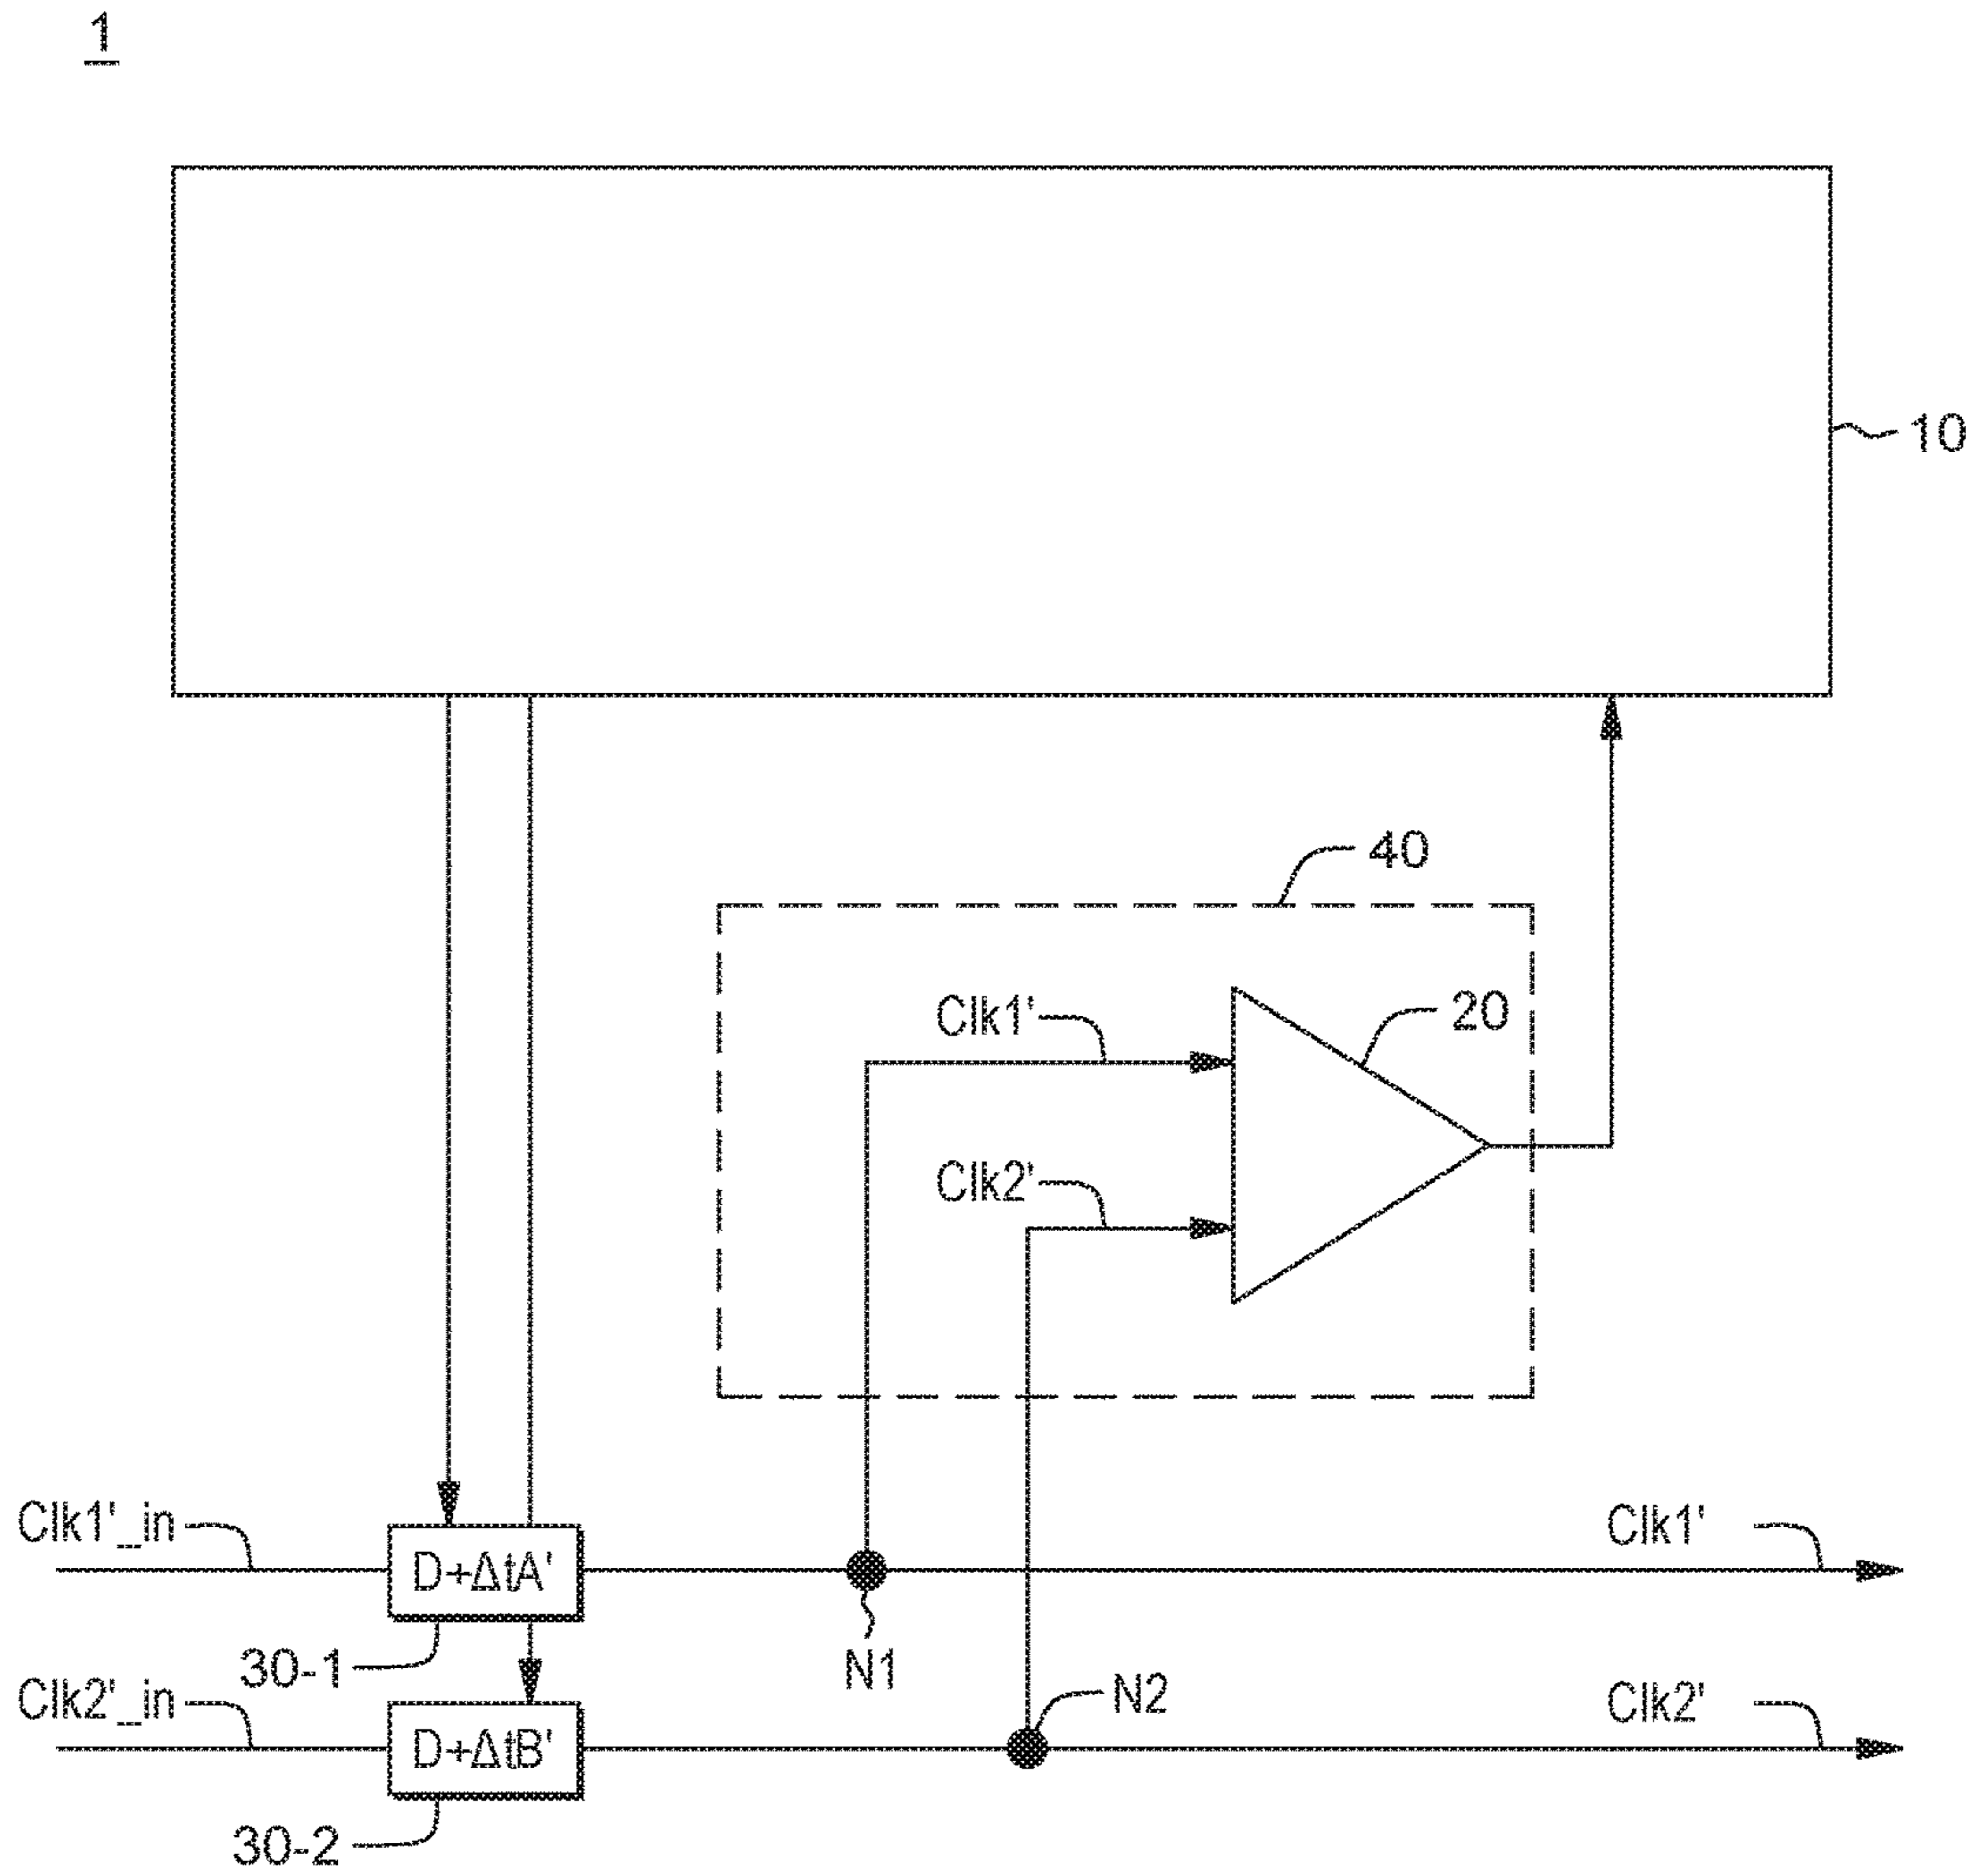 1
10
40
Clk1'
20
Clk2'
Clk1'_in
D+ΔtA'
Clk1'
30-1
N1
Clk2'_in
D+ΔtB'
N2
Clk2'
30-2